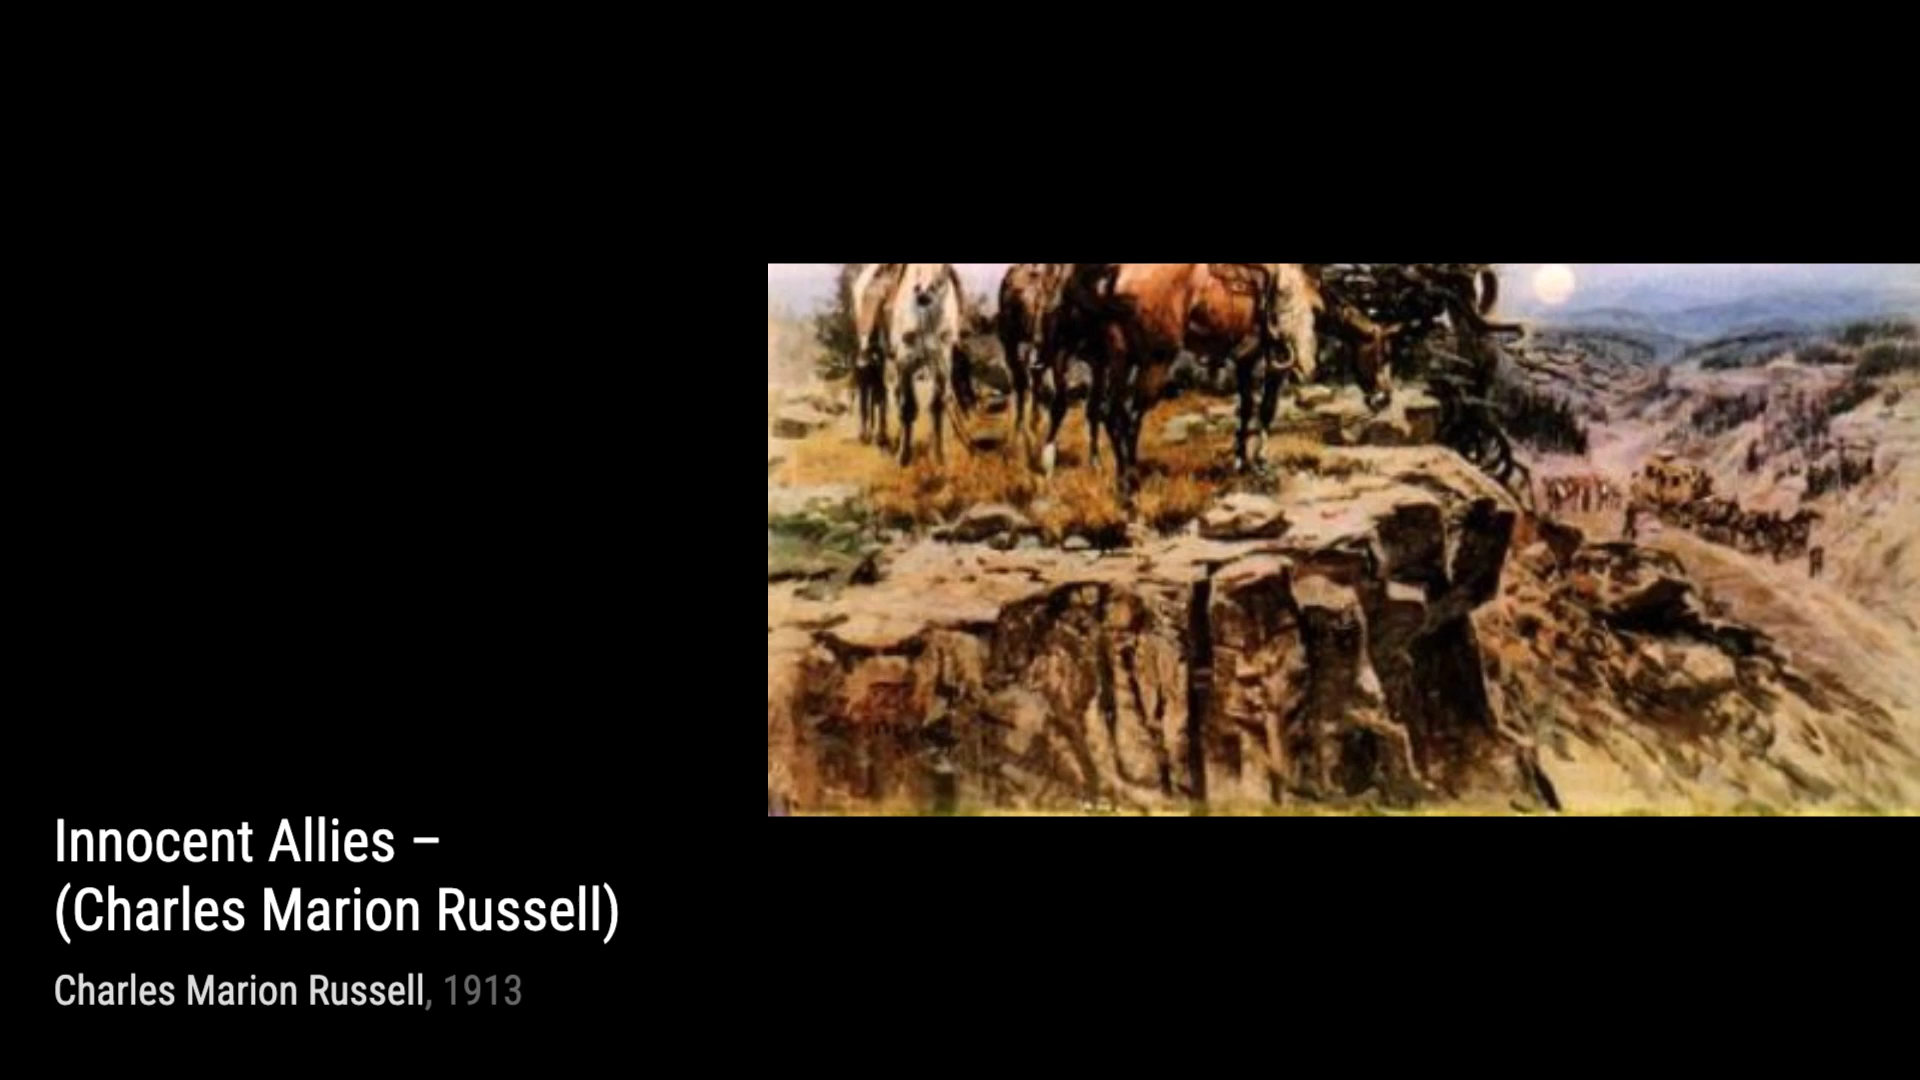 Innocent Allies –
(Charles Marion Russell)
Charles Marion Russell, 1913